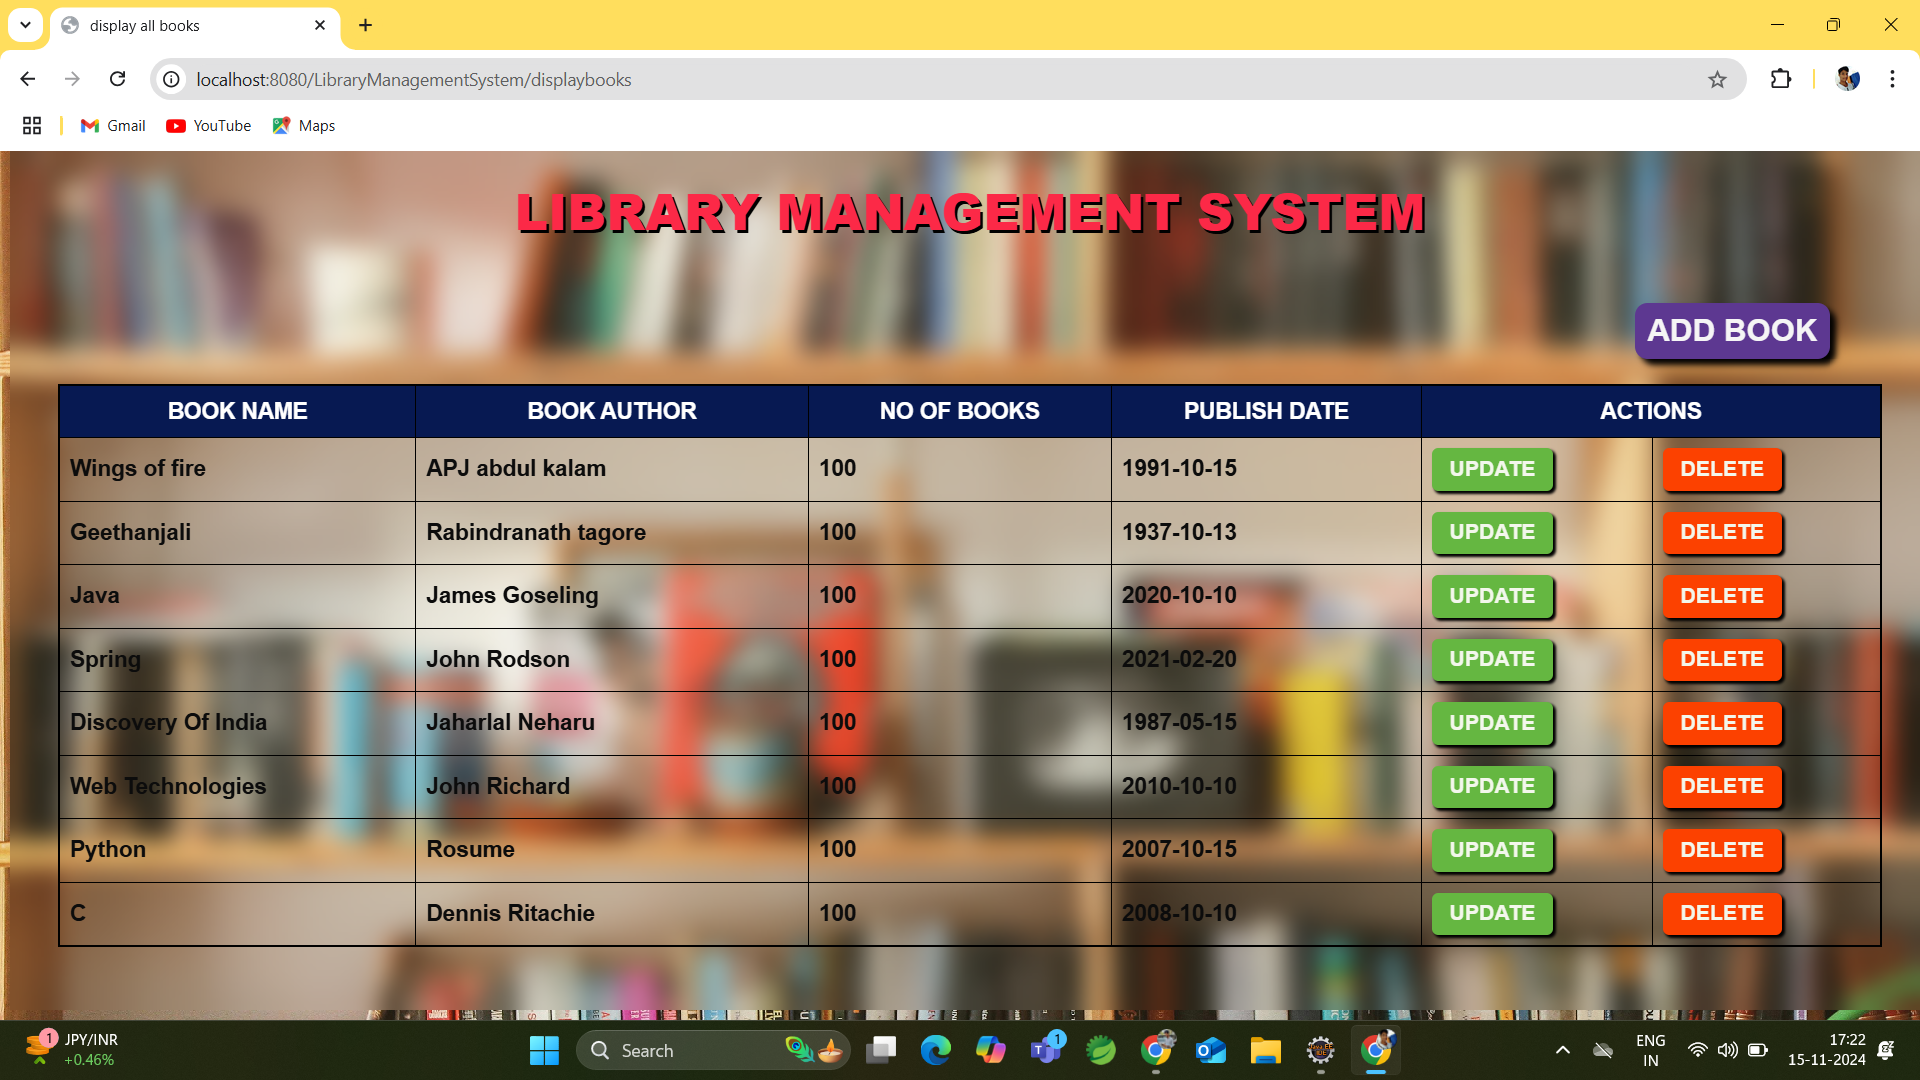 display all books
localhost:8080/LibraryManagementSystem/displaybooks
Gmail YouTube Maps
LIBRARY MANAGEMENT SYSTEM
ADD BOOK
BOOK NAME BOOK AUTHOR NO OF BOOKS PUBLISH DATE ACTIONS
Wings of fire APJ abdul kalam 100 1991-10-15 UPDATE DELETE
Geethanjali Rabindranath tagore 100 1937-10-13 UPDATE DELETE
Java James Goseling 100 2020-10-10 UPDATE DELETE
Spring John Rodson 100 2021-02-20 UPDATE DELETE
Discovery Of India Jaharlal Neharu 100 1987-05-15 UPDATE DELETE
Web Technologies John Richard 100 2010-10-10 UPDATE DELETE
Python Rosume 100 2007-10-15 UPDATE DELETE
C Dennis Ritachie 100 2008-10-10 UPDATE DELETE
1 JPY/INR
+0.46%
Search
1
ENG
IN
17:22
15-11-2024